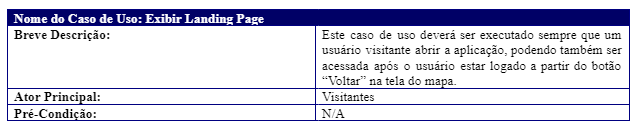 Nome do Caso de Uso: Exibir Landing Page
Breve Descrição:
Este caso de uso deverá ser executado sempre que um
usuário visitante abrir a aplicação, podendo também ser
acessada após o usuário estar logado a partir do botão
“Voltar” na tela do mapa.
Ator Principal:
Visitantes
Pré-Condição:
N/A